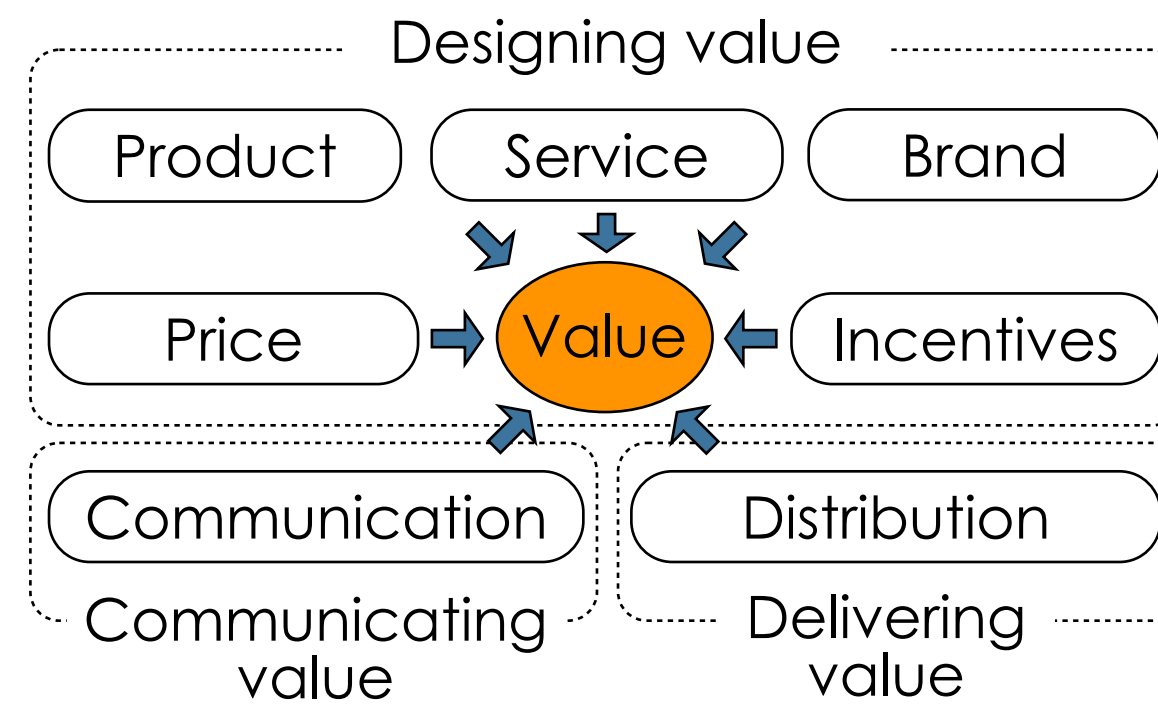 Designing value
Product
Service
Brand
Price
Value
Incentives
Communication
Distribution
Communicating
value
Delivering
value